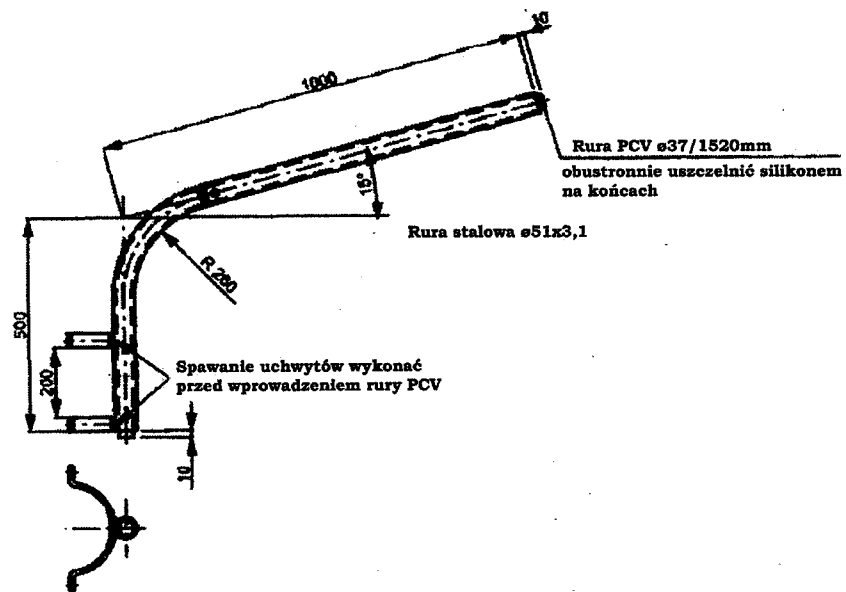 10
1000
Rura PCV ø37/1520mm
obustronnie uszczelnić silikonem
na końcach
15°
Rura stalowa ø51x3,1
R 260
500
200
Spawanie uchwytów wykonać
przed wprowadzeniem rury PCV
10